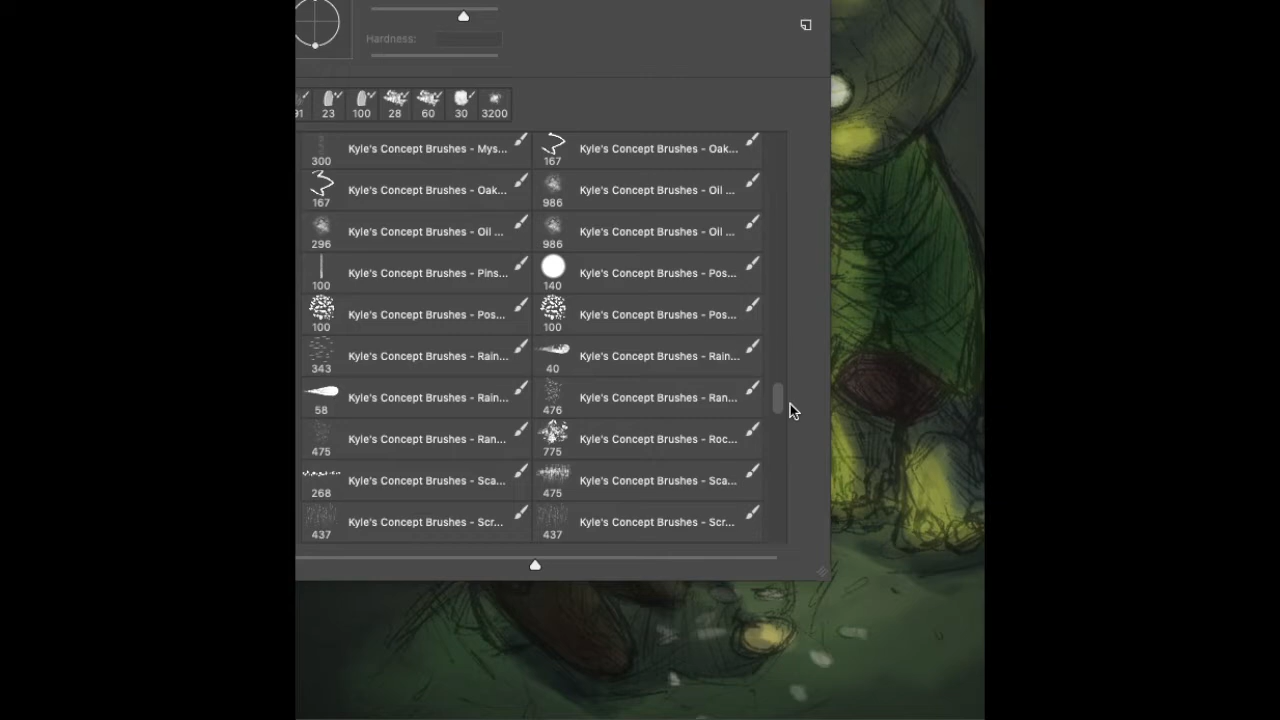 Hardness:
91 23 100 28 60 30 3200
Kyle's Concept Brushes - Mys... Kyle's Concept Brushes - Oak...
300 167
Kyle's Concept Brushes - Oak... Kyle's Concept Brushes - Oil ...
167 986
Kyle's Concept Brushes - Oil ... Kyle's Concept Brushes - Oil ...
296 986
Kyle's Concept Brushes - Pins... Kyle's Concept Brushes - Pos...
100 140
Kyle's Concept Brushes - Pos... Kyle's Concept Brushes - Pos...
100 100
Kyle's Concept Brushes - Rain... Kyle's Concept Brushes - Rain...
343 40
Kyle's Concept Brushes - Rain... Kyle's Concept Brushes - Ran...
58 476
Kyle's Concept Brushes - Ran... Kyle's Concept Brushes - Roc...
475 775
Kyle's Concept Brushes - Sca... Kyle's Concept Brushes - Sca...
268 475
Kyle's Concept Brushes - Scr... Kyle's Concept Brushes - Scr...
437 437